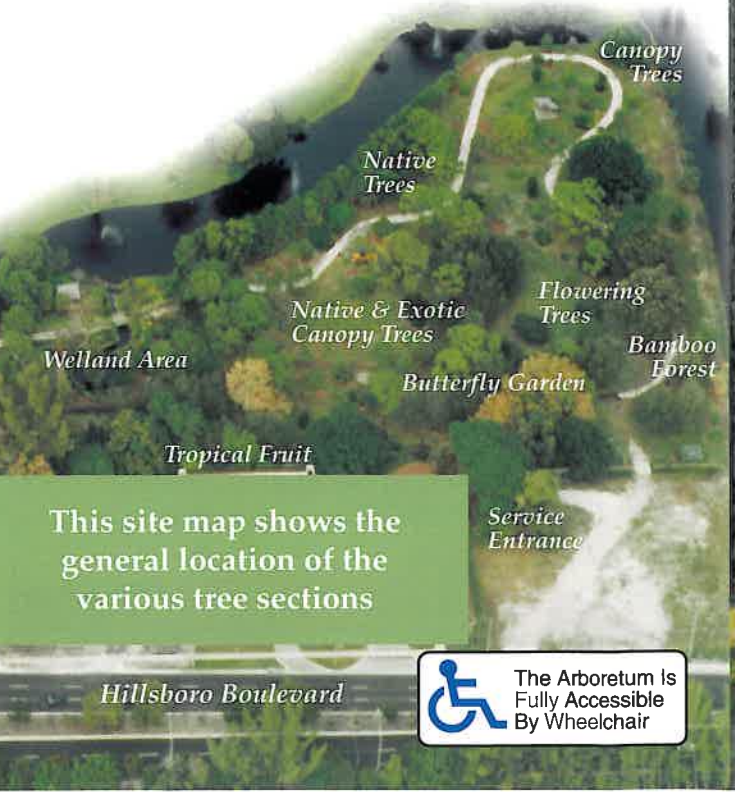 Canopy
Trees
Native
Trees
Native & Exotic
Canopy Trees
Flowering
Trees
Welland Area
Bamboo
Forest
Butterfly Garden
Tropical Fruit
This site map shows the
general location of the
various tree sections
Service
Entrance
Hillsboro Boulevard
The Arboretum Is
Fully Accessible
By Wheelchair